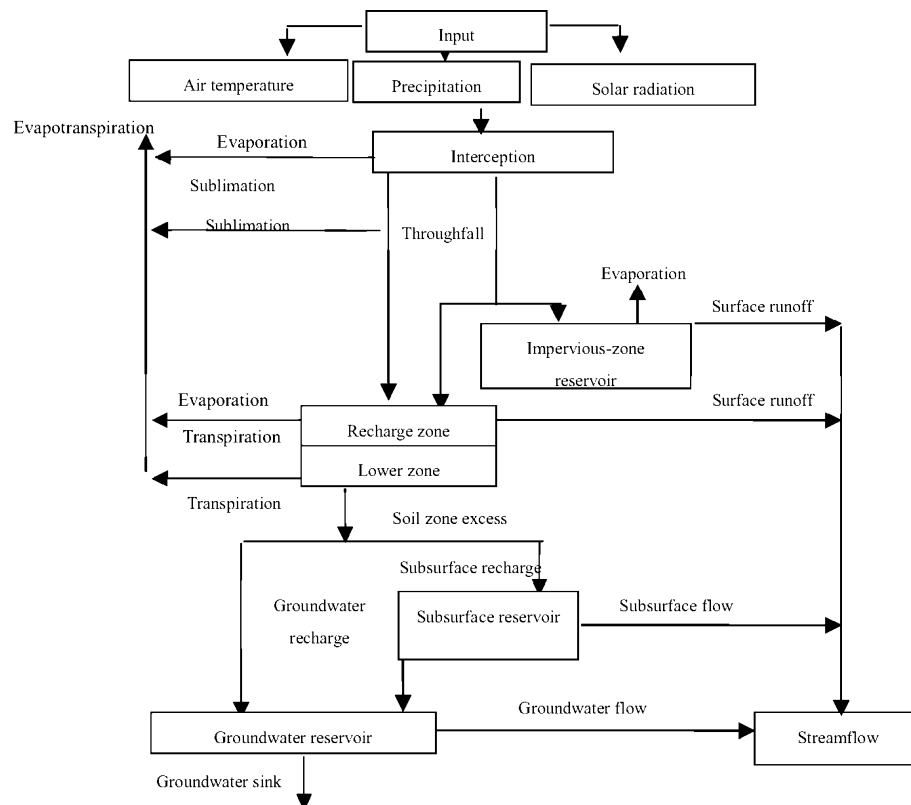 Input
Air temperature
Precipitation
Solar radiation
Evapotranspiration
Evaporation
Interception
Sublimation
Sublimation
Throughfall
Evaporation
Surface runoff
Impervious-zone
reservoir
Evaporation
Surface runoff
Transpiration
Recharge zone
Lower zone
Transpiration
Soil zone excess
Subsurface recharge
Groundwater
recharge
Subsurface reservoir
Subsurface flow
Groundwater flow
Groundwater reservoir
Streamflow
Groundwater sink